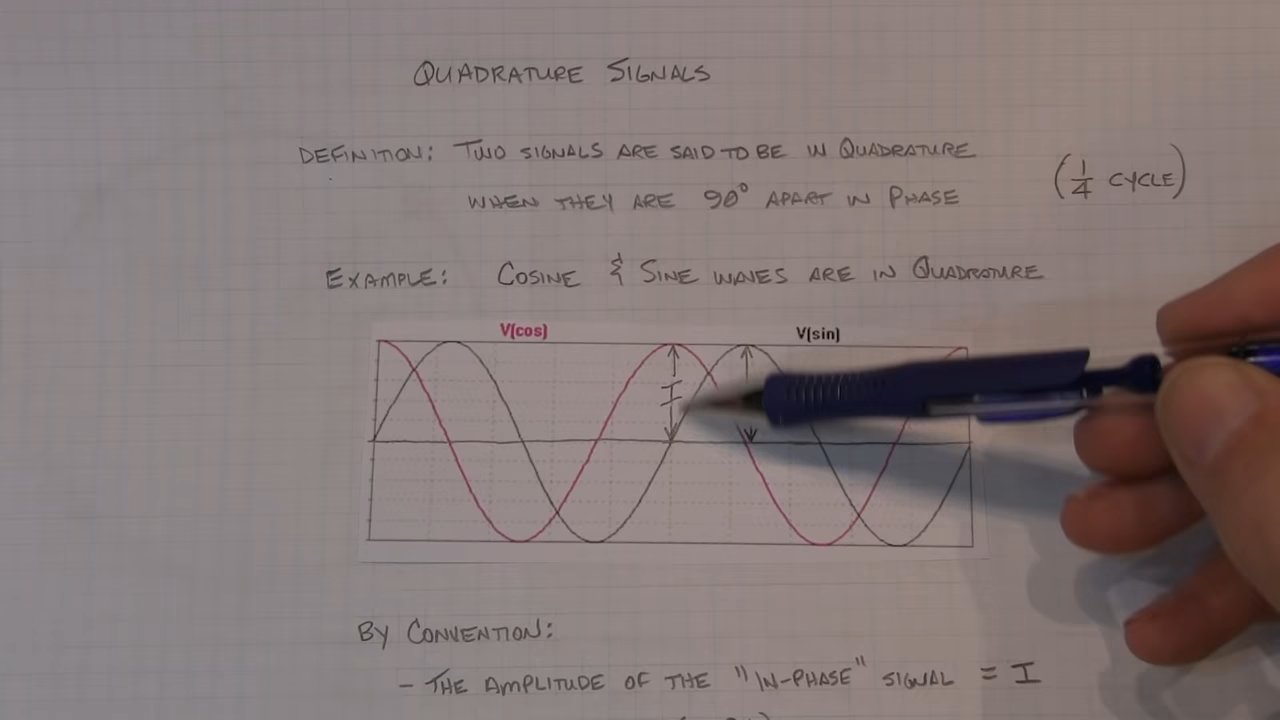 QUADRATURE SIGNALS
DEFINITION: TWO SIGNALS ARE SAID TO BE IN QUADRATURE
WHEN THEY ARE 90° APART IN PHASE
(1/4 CYCLE)
EXAMPLE: COSINE & SINE WAVES ARE IN QUADRATURE
V(cos) V(sin)
I
BY CONVENTION:
- THE AMPLITUDE OF THE "IN-PHASE" SIGNAL = I